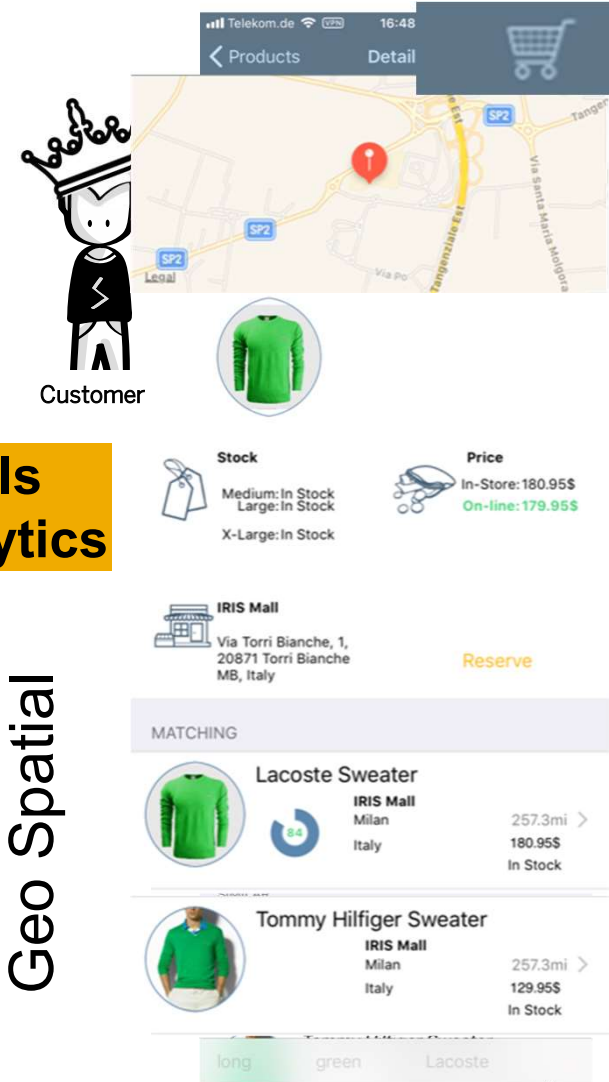 Telekom.de VPN 16:48
Products Detail
SP2
Tangenziale Est
Via Santa Maria Molgora
SP2
SP2
Via Po
Legal
Customer
ls
ytics
Geo Spatial
Stock
Medium: In Stock
Large: In Stock
X-Large: In Stock
Price
In-Store: 180.95$
On-line: 179.95$
IRIS Mall
Via Torri Bianche, 1,
20871 Torri Bianche
MB, Italy
Reserve
MATCHING
Lacoste Sweater
IRIS Mall
84
Milan 257.3mi
Italy 180.95$
In Stock
Tommy Hilfiger Sweater
IRIS Mall
Milan 257.3mi
Italy 129.95$
In Stock
long green Lacoste